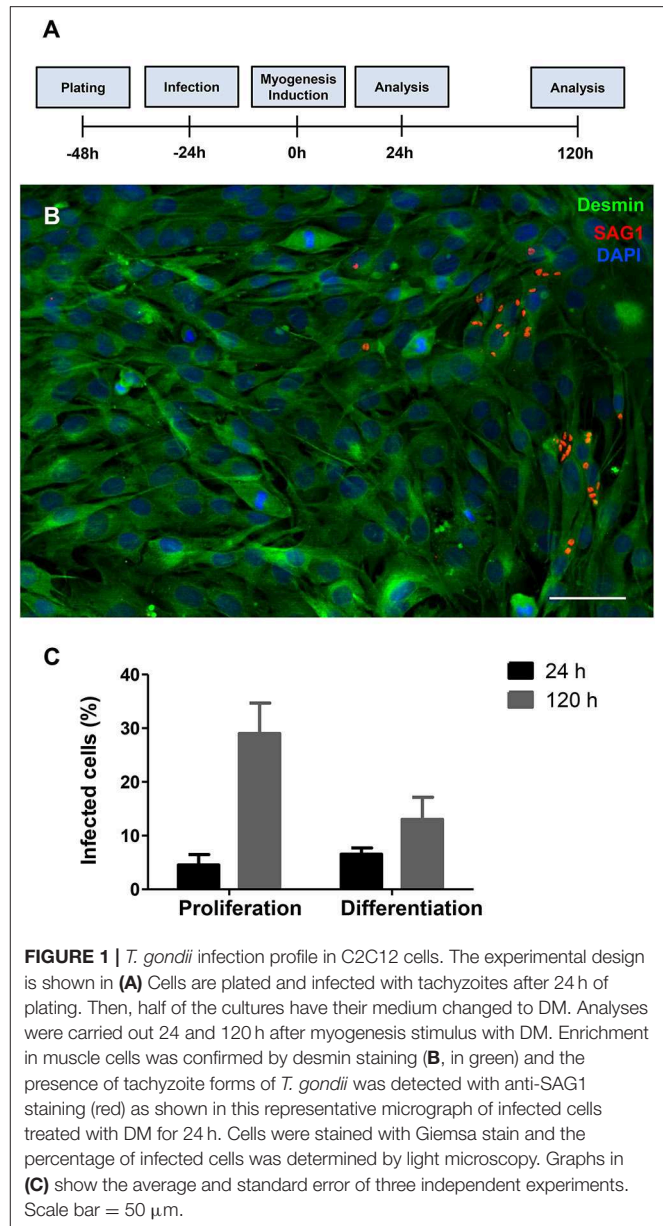 A
Plating
Infection
Myogenesis
Induction
Analysis
Analysis
-48h
-24h
0h
24h
120h
B
Desmin
SAG1
DAPI
C
40
30
20
10
0
Infected cells (%)
24 h
120 h
Proliferation
Differentiation
FIGURE 1 | T. gondii infection profile in C2C12 cells. The experimental design
is shown in (A) Cells are plated and infected with tachyzoites after 24 h of
plating. Then, half of the cultures have their medium changed to DM. Analyses
were carried out 24 and 120 h after myogenesis stimulus with DM. Enrichment
in muscle cells was confirmed by desmin staining (B, in green) and the
presence of tachyzoite forms of T. gondii was detected with anti-SAG1
staining (red) as shown in this representative micrograph of infected cells
treated with DM for 24 h. Cells were stained with Giemsa stain and the
percentage of infected cells was determined by light microscopy. Graphs in
(C) show the average and standard error of three independent experiments.
Scale bar = 50 μm.